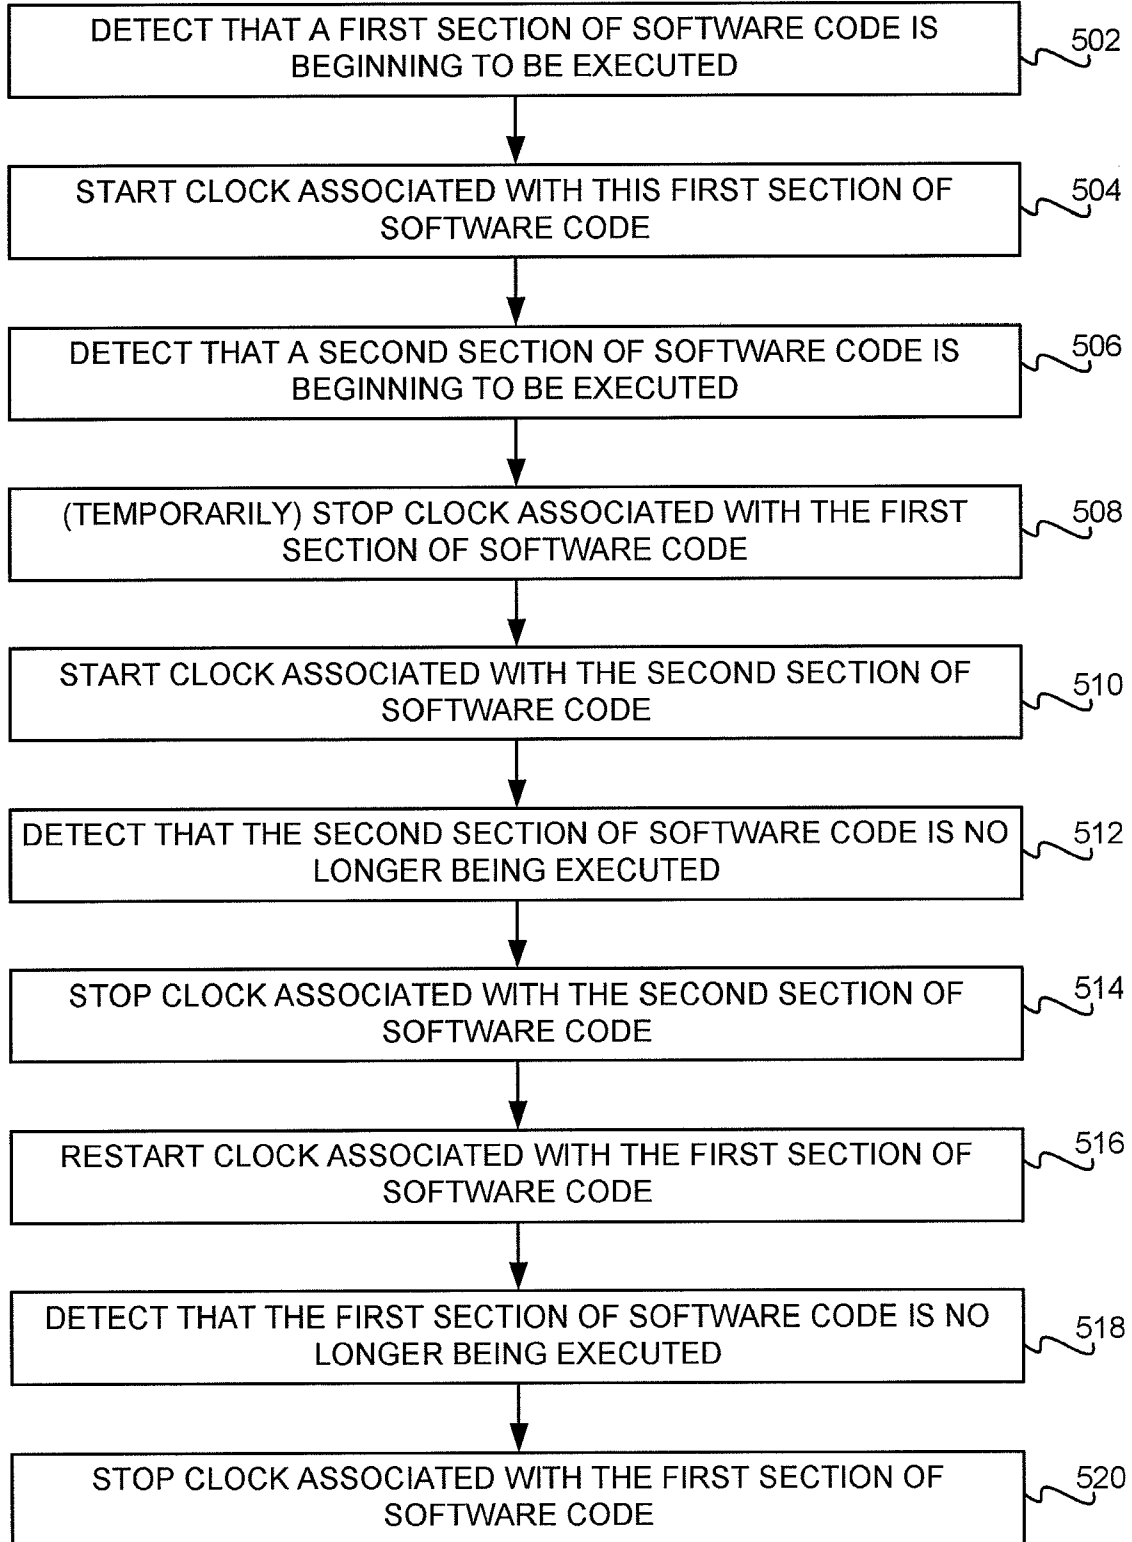 DETECT THAT A FIRST SECTION OF SOFTWARE CODE IS
BEGINNING TO BE EXECUTED
502
START CLOCK ASSOCIATED WITH THIS FIRST SECTION OF
SOFTWARE CODE
504
DETECT THAT A SECOND SECTION OF SOFTWARE CODE IS
BEGINNING TO BE EXECUTED
506
(TEMPORARILY) STOP CLOCK ASSOCIATED WITH THE FIRST
SECTION OF SOFTWARE CODE
508
START CLOCK ASSOCIATED WITH THE SECOND SECTION OF
SOFTWARE CODE
510
DETECT THAT THE SECOND SECTION OF SOFTWARE CODE IS NO
LONGER BEING EXECUTED
512
STOP CLOCK ASSOCIATED WITH THE SECOND SECTION OF
SOFTWARE CODE
514
RESTART CLOCK ASSOCIATED WITH THE FIRST SECTION OF
SOFTWARE CODE
516
DETECT THAT THE FIRST SECTION OF SOFTWARE CODE IS NO
LONGER BEING EXECUTED
518
STOP CLOCK ASSOCIATED WITH THE FIRST SECTION OF
SOFTWARE CODE
520